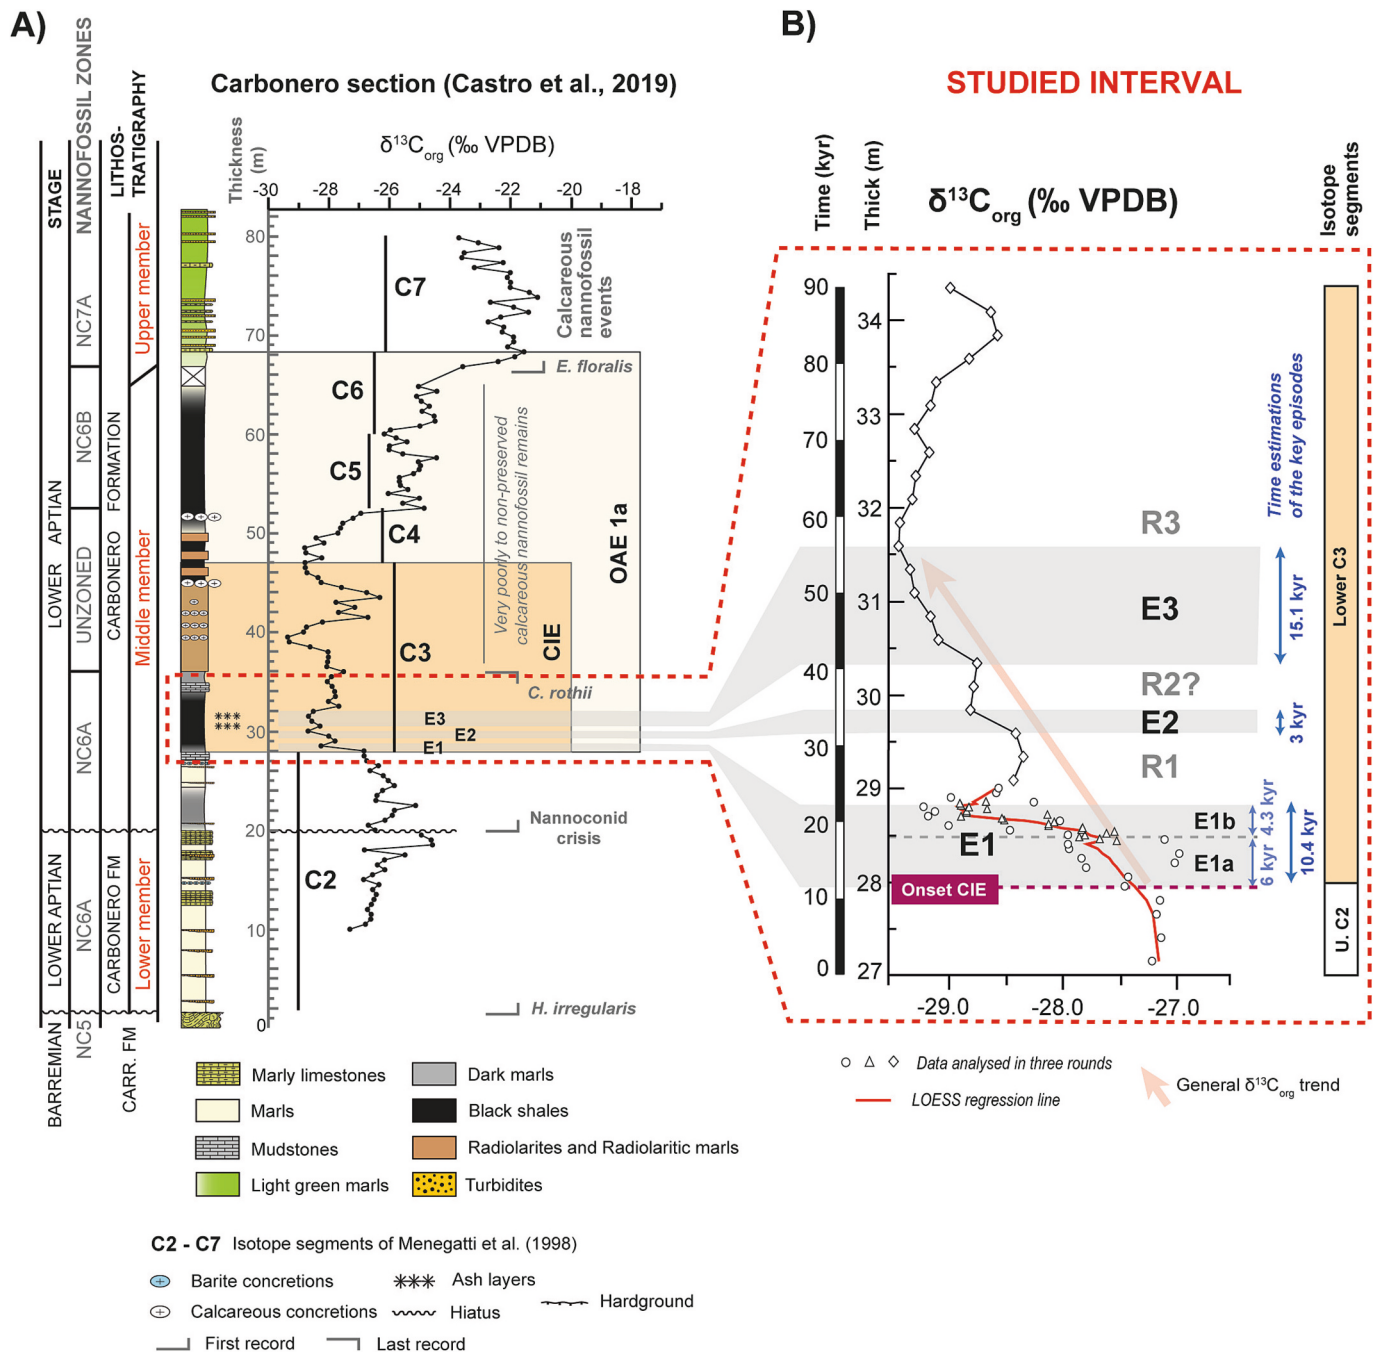 A)
B)
Carbonero section (Castro et al., 2019)
STUDIED INTERVAL
STAGE
NANNOFOSSIL ZONES
LITHOS-
TRATIGRAPHY
Thickness
(m)
δ13Corg (‰ VPDB)
-30 -28 -26 -24 -22 -20 -18
80
70
60
50
40
30
20
10
0
BARREMIAN
LOWER APTIAN
LOWER APTIAN
NC5
NC6A
NC6A
UNZONED
NC6B
NC7A
CARR. FM
CARBONERO FM
CARBONERO FORMATION
Lower member
Middle member
Upper member
C7
C6
C5
C4
C3
C2
Calcareous
nannofossil
events
E. floralis
Very poorly to non-preserved
calcareous nannofossil remains
OAE 1a
CIE
C. rothii
E3
E2
E1
Nannoconid
crisis
H. irregularis
Time (kyr)
Thick (m)
δ13Corg (‰ VPDB)
Isotope
segments
90
80
70
60
50
40
30
20
10
0
34
33
32
31
30
29
28
27
-29.0 -28.0 -27.0
Time estimations
of the key episodes
R3
E3
15.1 kyr
R2?
E2
3 kyr
R1
E1b
4.3 kyr
E1
E1a
6 kyr
10.4 kyr
Onset CIE
Lower C3
U. C2
Data analysed in three rounds
LOESS regression line
General δ13Corg trend
Marly limestones
Dark marls
Marls
Black shales
Mudstones
Radiolarites and Radiolaritic marls
Light green marls
Turbidites
C2 - C7 Isotope segments of Menegatti et al. (1998)
Barite concretions
Ash layers
Calcareous concretions
Hiatus
Hardground
First record
Last record